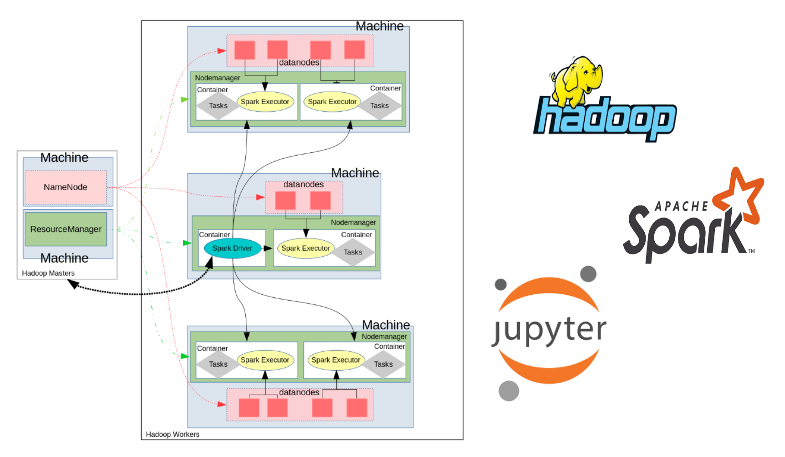 Machine
NameNode
ResourceManager
Machine
Hadoop Masters
Machine
datanodes
Nodemanager
Container
Tasks
Spark Executor
Container
Spark Executor
Tasks
Machine
datanodes
Nodemanager
Container
Spark Driver
Spark Executor
Container
Tasks
Machine
Nodemanager
Container
Tasks
Spark Executor
Container
Spark Executor
Tasks
datanodes
Hadoop Workers
hadoop
APACHE
Spark™
jupyter